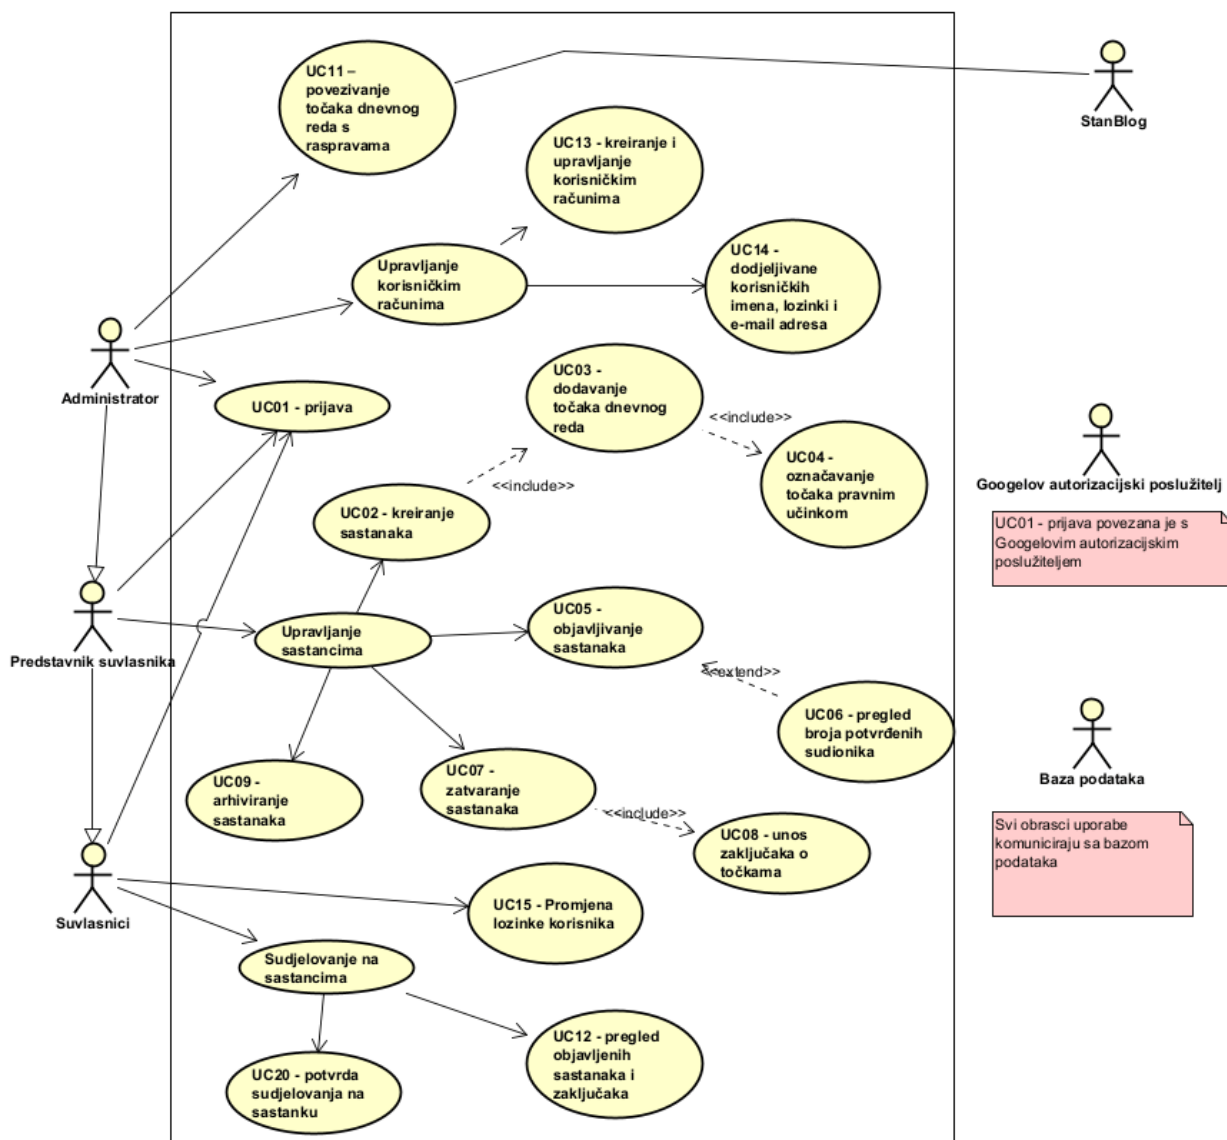 UC11 –
povezivanje
točaka dnevnog
reda s
raspravama
StanBlog
UC13 - kreiranje i
upravljanje
korisničkim
računima
Upravljanje
korisničkim
računima
UC14 -
dodjeljivane
korisničkih
imena, lozinki i
e-mail adresa
Administrator
UC01 - prijava
UC03 -
dodavanje
točaka dnevnog
reda
<<include>>
UC04 -
označavanje
točaka pravnim
učinkom
Googelov autorizacijski poslužitelj
<<include>>
UC02 - kreiranje
sastanaka
UC01 - prijava povezana je s
Googelovim autorizacijskim
poslužiteljem
Predstavnik suvlasnika
Upravljanje
sastancima
UC05 -
objavljivanje
sastanaka
<<extend>>
UC06 - pregled
broja potvrđenih
sudionika
Baza podataka
UC09 -
arhiviranje
sastanaka
UC07 -
zatvaranje
sastanaka
<<include>>
UC08 - unos
zaključaka o
točkama
Svi obrasci uporabe
komuniciraju sa bazom
podataka
Suvlasnici
UC15 - Promjena
lozinke korisnika
Sudjelovanje na
sastancima
UC20 - potvrda
sudjelovanja na
sastanku
UC12 - pregled
objavljenih
sastanaka i
zaključaka